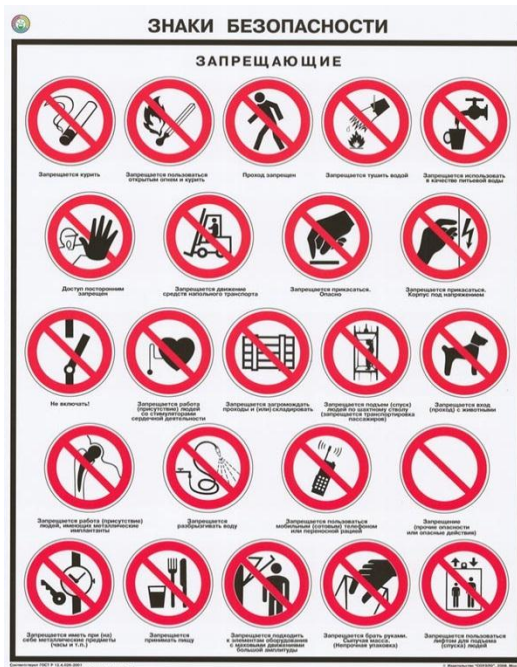 ЗНАКИ БЕЗОПАСНОСТИ
ЗАПРЕЩАЮЩИЕ
Запрещается курить
Запрещается пользоваться
открытым огнем и курить
Проход запрещен
Запрещается тушить водой
Запрещается использовать
в качестве питьевой воды
Доступ посторонним
запрещен
Запрещается движение
средств напольного транспорта
Запрещается прикасаться.
Опасно
Запрещается прикасаться.
Корпус под напряжением
Не включать!
Запрещается работа
(присутствие) людей
со стимуляторами
сердечной деятельности
Запрещается загромождать
проходы и (или) складировать
Запрещается подъем (спуск)
людей по шахтному стволу
(запрещается транспортировка
пассажиров)
Запрещается вход
(проход) с животными
Запрещается работа (присутствие)
людей, имеющих металлические
имплантанты
Запрещается
разбрызгивать воду
Запрещается пользоваться
мобильным (сотовым) телефоном
или переносной рацией
Запрещение
(прочие опасности
или опасные действия)
Запрещается иметь при (на)
себе металлические предметы
(часы и т.п.)
Запрещается
принимать пищу
Запрещается подходить
к элементам оборудования
с маховыми движениями
большой амплитуды
Запрещается брать руками.
Сыпучая масса.
(Непрочная упаковка)
Запрещается пользоваться
лифтом для подъема
(спуска) людей